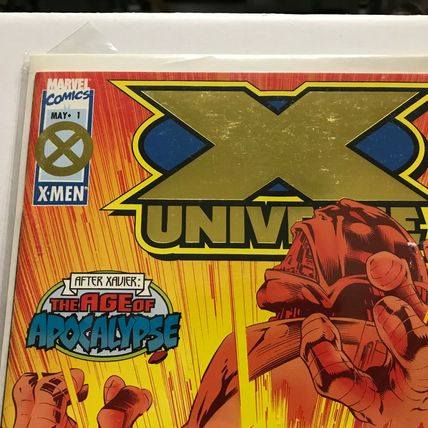 MARVEL
COMICS
MAY • 1
X-MEN
X
UNIVERSE
AFTER XAVIER:
THE AGE OF
APOCALYPSE